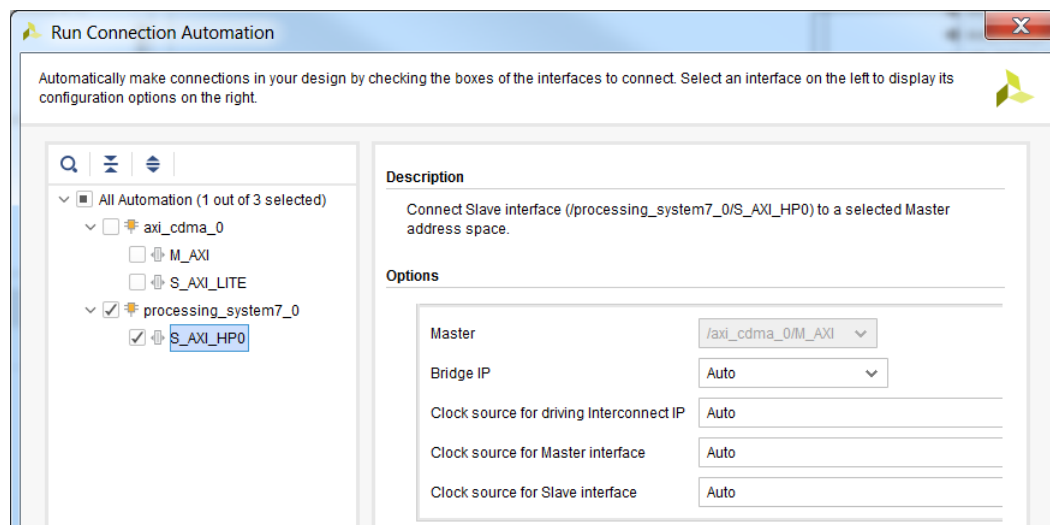 Run Connection Automation
X
Automatically make connections in your design by checking the boxes of the interfaces to connect. Select an interface on the left to display its
configuration options on the right.
All Automation (1 out of 3 selected)
axi_cdma_0
M_AXI
S_AXI_LITE
processing_system7_0
S_AXI_HP0
Description
Connect Slave interface (/processing_system7_0/S_AXI_HP0) to a selected Master
address space.
Options
Master /axi_cdma_0/M_AXI
Bridge IP Auto
Clock source for driving Interconnect IP Auto
Clock source for Master interface Auto
Clock source for Slave interface Auto